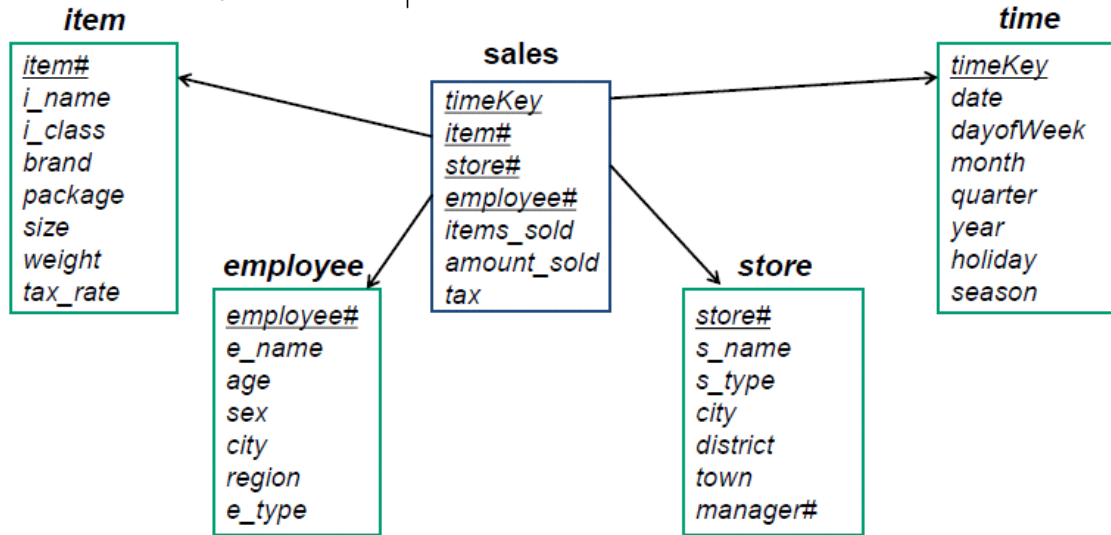 item
item#
i_name
i_class
brand
package
size
weight
tax_rate
sales
timeKey
item#
store#
employee#
items_sold
amount_sold
tax
time
timeKey
date
dayofWeek
month
quarter
year
holiday
season
employee
employee#
e_name
age
sex
city
region
e_type
store
store#
s_name
s_type
city
district
town
manager#